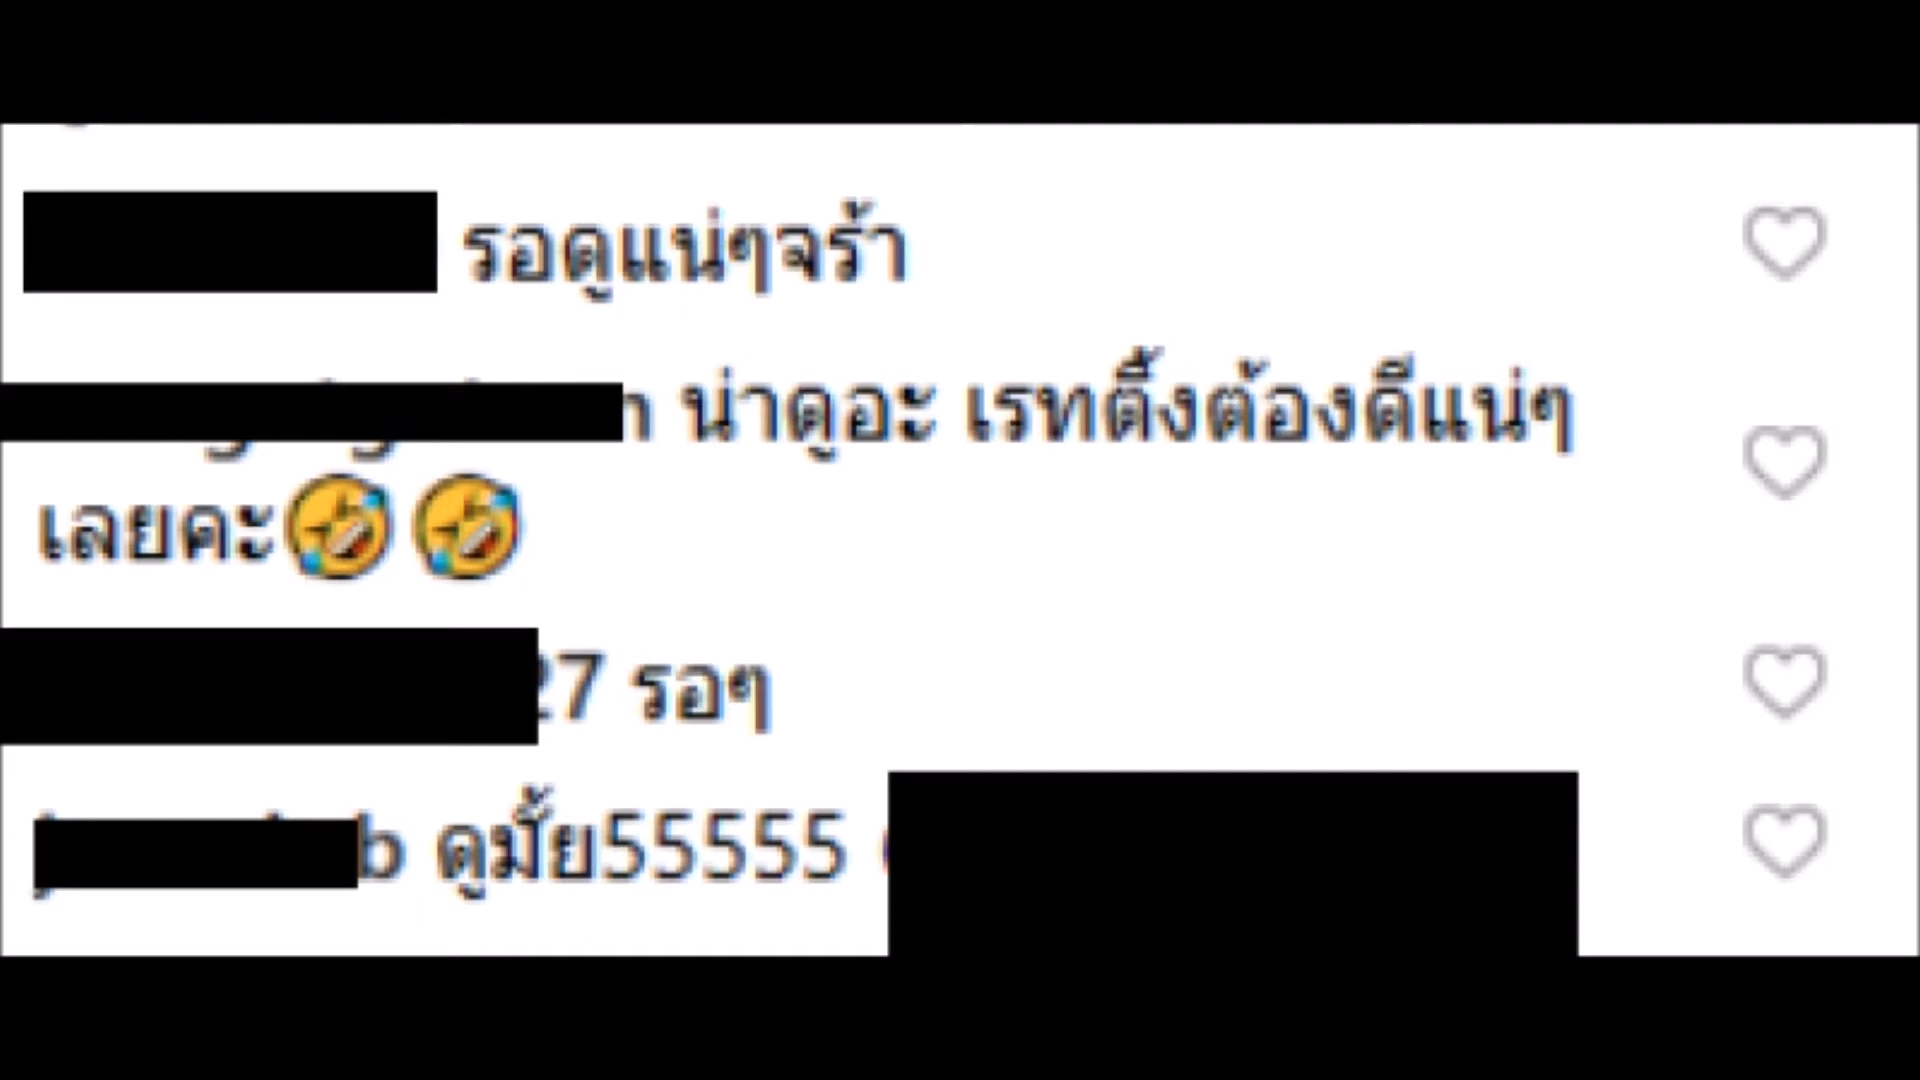 รอดูแน่ๆจร้า
น่าดูอะ เรทติ้งต้องดีแน่ๆ
เลยคะ🤣🤣
27 รอๆ
b ดูมั้ย55555